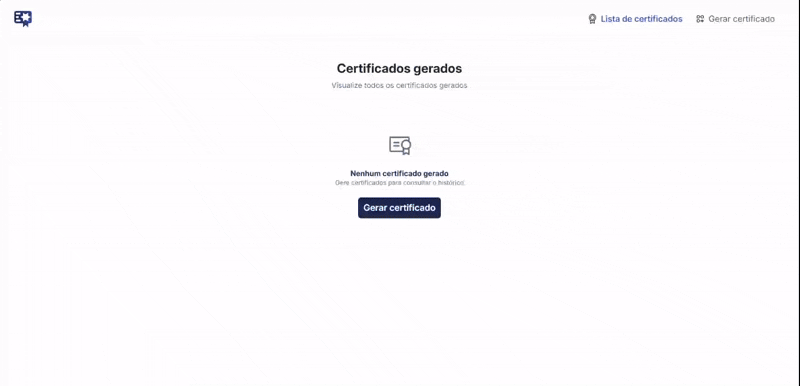 Lista de certificados
Gerar certificado
Certificados gerados
Visualize todos os certificados gerados
Nenhum certificado gerado
Gere certificados para consultar o histórico.
Gerar certificado